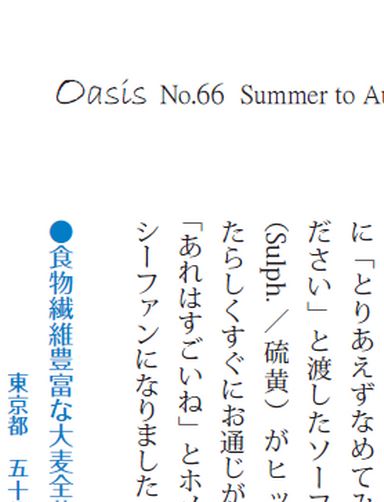 Oasis No.66 Summer to Au
に「とりあえずなめてみ
ださい」と渡したソーフ
(Sulph. ／硫黄）がヒッ
たらしくすぐにお通じが
「あれはすごいね」とホメ
シーファンになりました
●食物繊維豊富な大麦全
東京都 五十